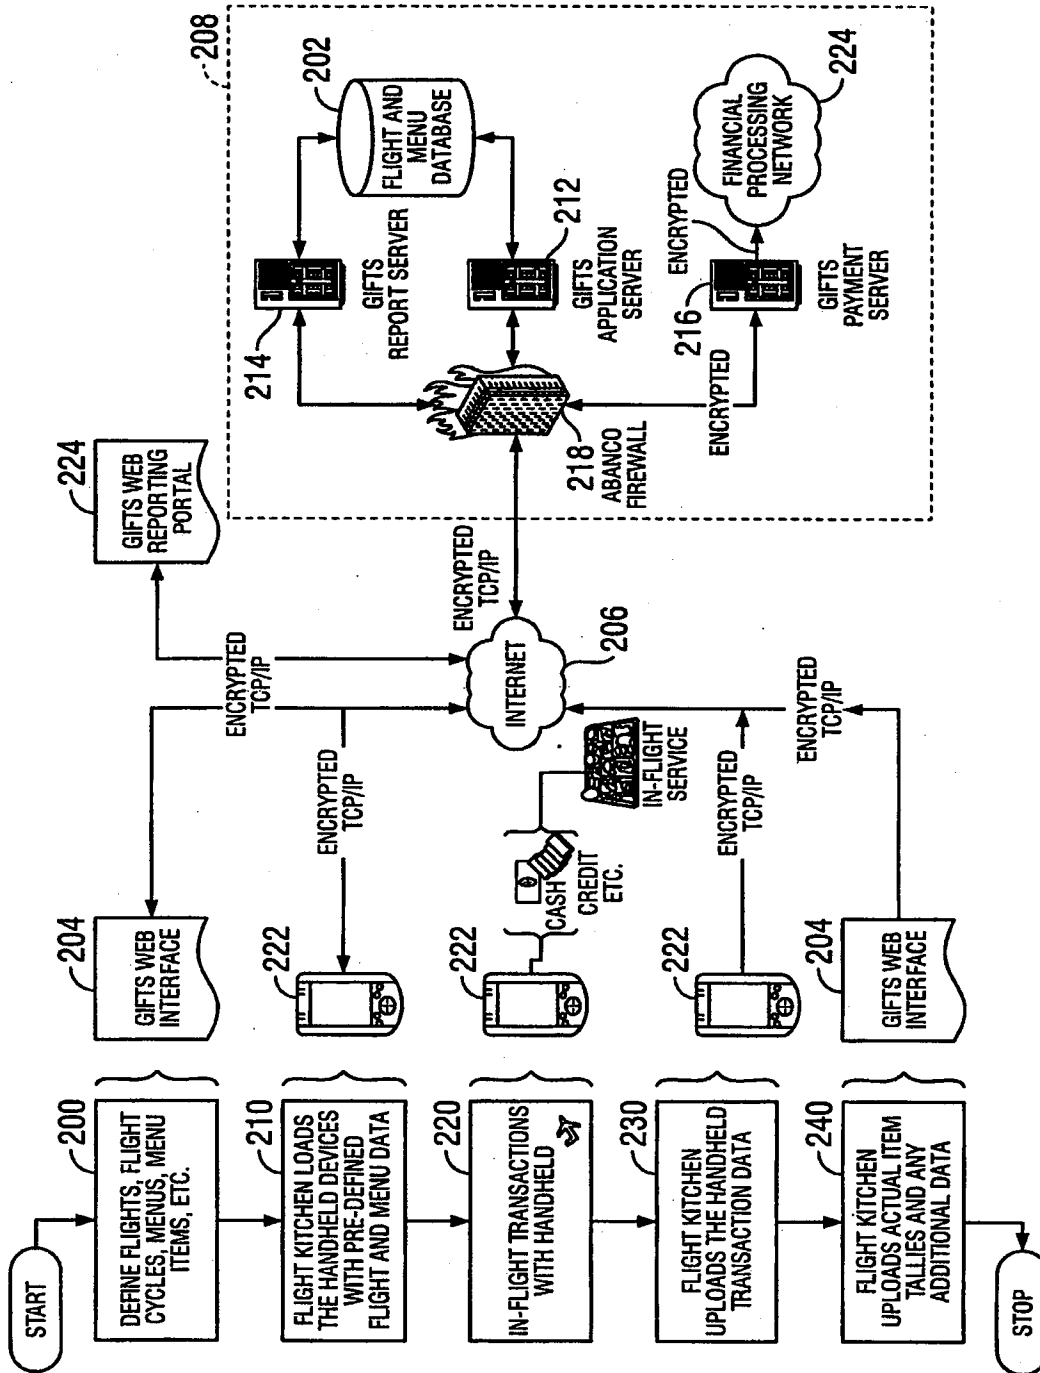 START
200
DEFINE FLIGHTS, FLIGHT
CYCLES, MENUS, MENU
ITEMS, ETC.
210
FLIGHT KITCHEN LOADS
THE HANDHELD DEVICES
WITH PRE-DEFINED
FLIGHT AND MENU DATA
220
IN-FLIGHT TRANSACTIONS
WITH HANDHELD
230
FLIGHT KITCHEN
UPLOADS THE HANDHELD
TRANSACTION DATA
240
FLIGHT KITCHEN
UPLOADS ACTUAL ITEM
TALLIES AND ANY
ADDITIONAL DATA
STOP
204
GIFTS WEB
INTERFACE
222
222
CASH
CREDIT
ETC.
IN-FLIGHT
SERVICE
222
204
GIFTS WEB
INTERFACE
ENCRYPTED
TCP/IP
ENCRYPTED
TCP/IP
ENCRYPTED
TCP/IP
ENCRYPTED
TCP/IP
INTERNET
206
224
GIFTS WEB
REPORTING
PORTAL
ENCRYPTED
TCP/IP
208
214
GIFTS
REPORT SERVER
202
FLIGHT AND
MENU
DATABASE
212
GIFTS
APPLICATION
SERVER
218
ABANCO
FIREWALL
ENCRYPTED
216
GIFTS
PAYMENT
SERVER
ENCRYPTED
FINANCIAL
PROCESSING
NETWORK
224